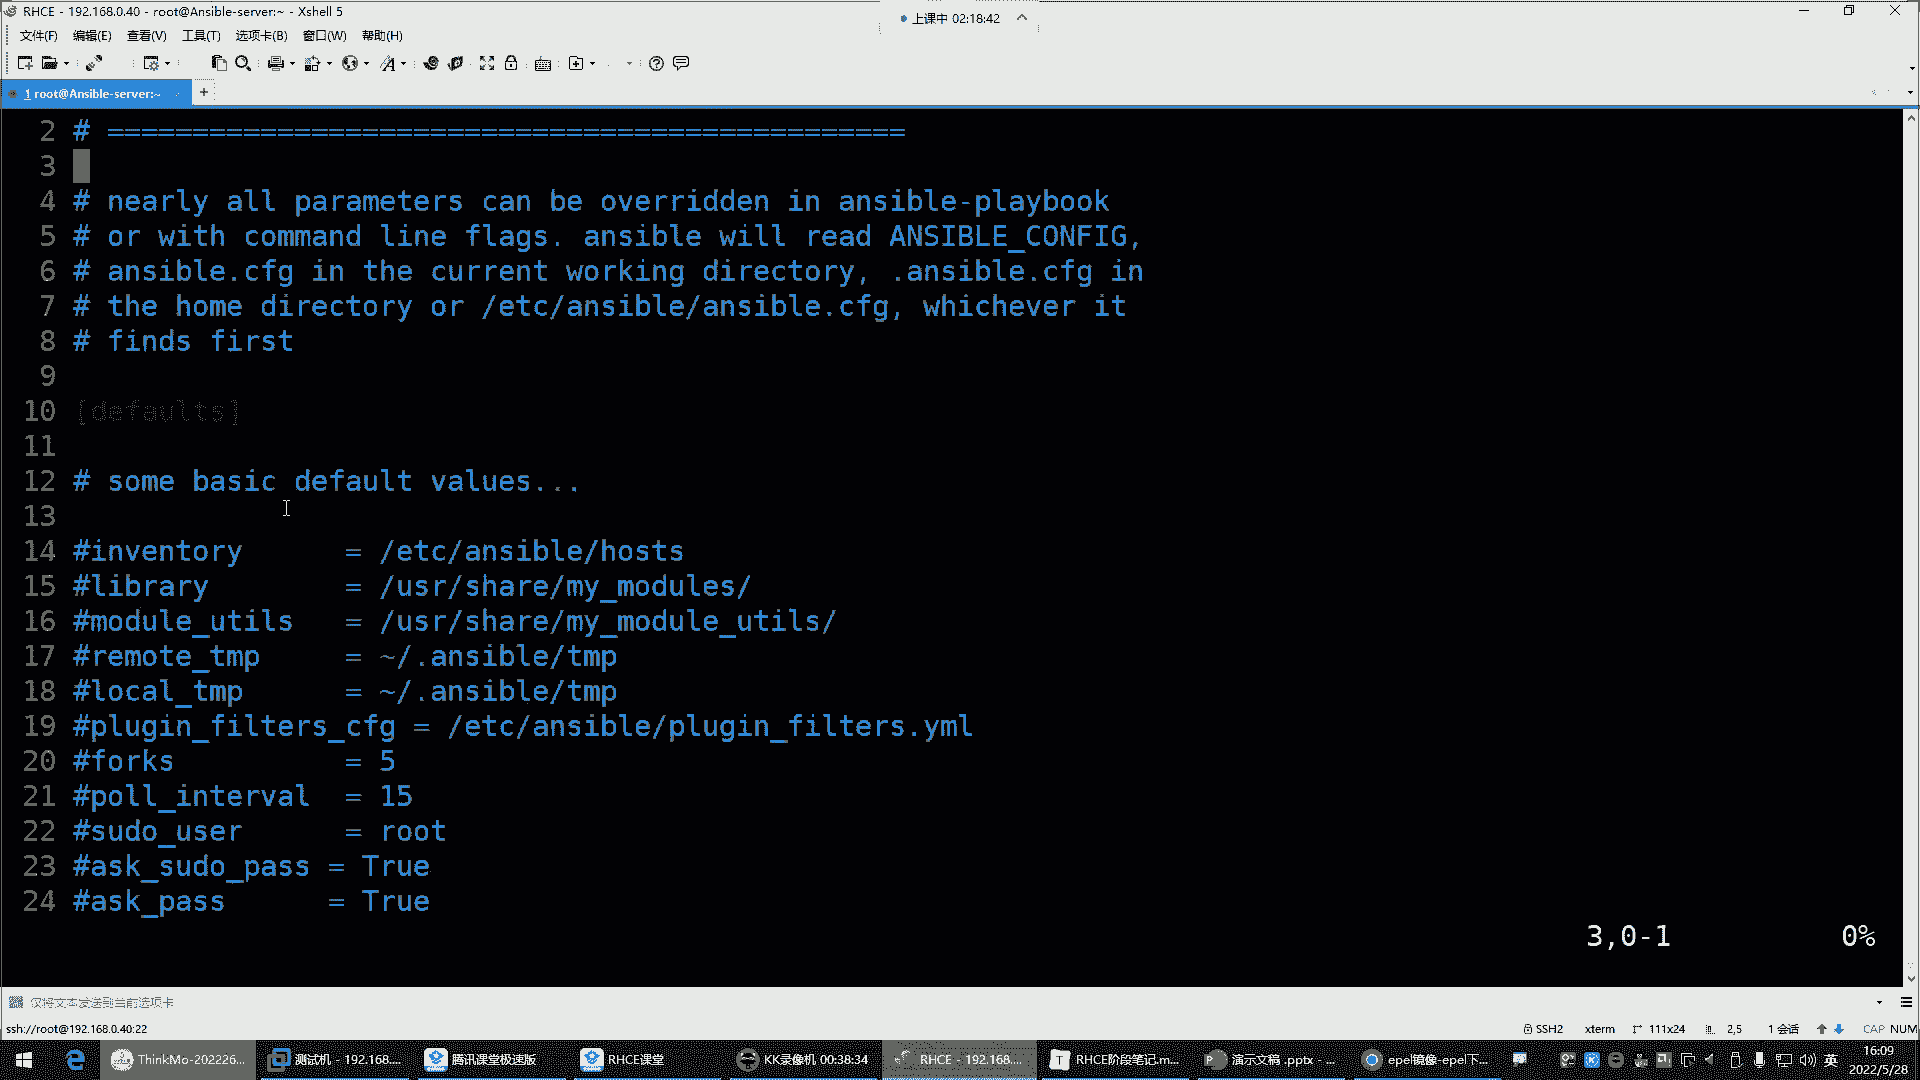 RHCE - 192.168.0.40 - root@Ansible-server:~ - Xshell 5
上课中 02:18:42
文件(F) 编辑(E) 查看(V) 工具(T) 选项卡(B) 窗口(W) 帮助(H)
1 root@Ansible-server:~
2 # ===============================================
3
4 # nearly all parameters can be overridden in ansible-playbook
5 # or with command line flags. ansible will read ANSIBLE_CONFIG,
6 # ansible.cfg in the current working directory, .ansible.cfg in
7 # the home directory or /etc/ansible/ansible.cfg, whichever it
8 # finds first
9
10 [defaults]
11
12 # some basic default values...
13
14 #inventory      = /etc/ansible/hosts
15 #library        = /usr/share/my_modules/
16 #module_utils   = /usr/share/my_module_utils/
17 #remote_tmp     = ~/.ansible/tmp
18 #local_tmp      = ~/.ansible/tmp
19 #plugin_filters_cfg = /etc/ansible/plugin_filters.yml
20 #forks          = 5
21 #poll_interval  = 15
22 #sudo_user      = root
23 #ask_sudo_pass = True
24 #ask_pass      = True
3,0-1 0%
仅将文本发送到当前选项卡
ssh://root@192.168.0.40:22 SSH2 xterm 111x24 2,5 1 会话 CAP NUM
ThinkMo-202226... 测试机 - 192.168.... 腾讯课堂极速版 RHCE课堂 KK录像机 00:38:34 RHCE - 192.168.... RHCE阶段笔记.m... 演示文稿 .pptx - ... epel镜像-epel下... 英 16:09
2022/5/28